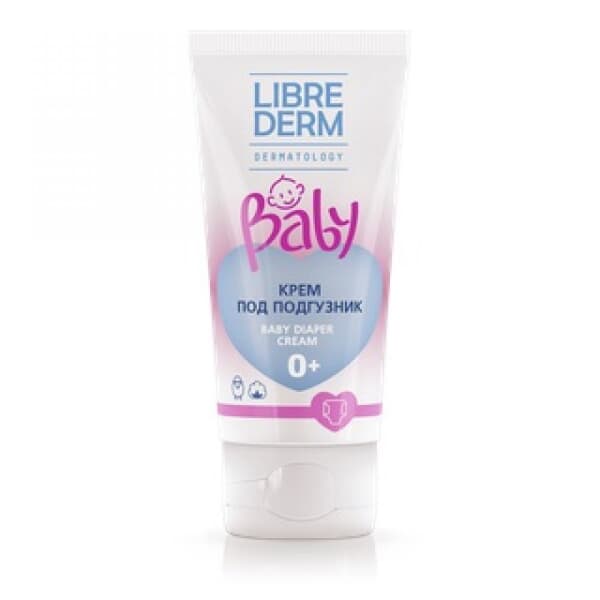 LIBRE
DERM
DERMATOLOGY
Baby
КРЕМ
ПОД ПОДГУЗНИК
BABY DIAPER
CREAM
0+